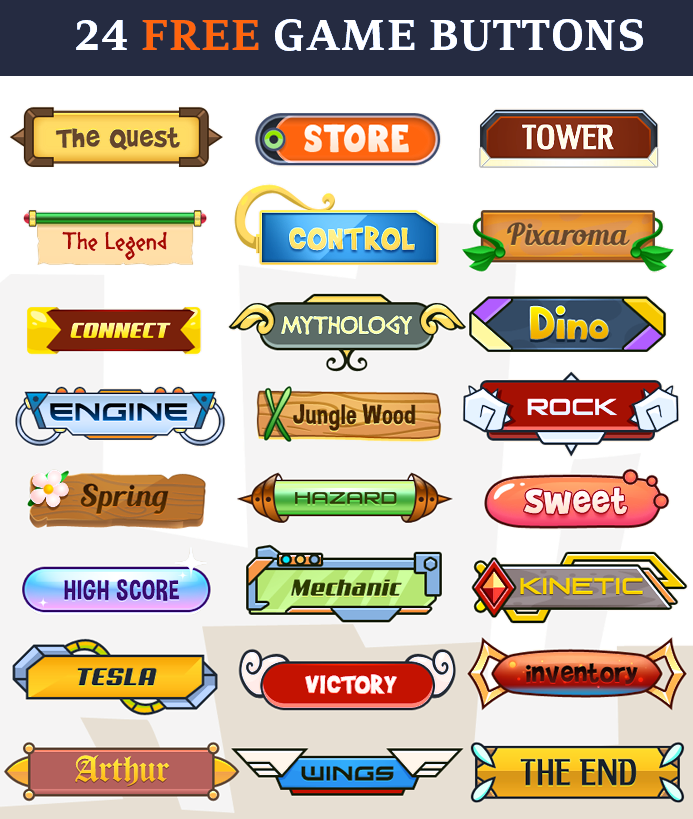 24 FREE GAME BUTTONS
The Quest
STORE
TOWER
The Legend
CONTROL
Pixaroma
CONNECT
MYTHOLOGY
Dino
ENGINE
Jungle Wood
ROCK
Spring
HAZARD
sweet
HIGH SCORE
Mechanic
KINETIC
TESLA
VICTORY
inventory
Arthur
WINGS
THE END